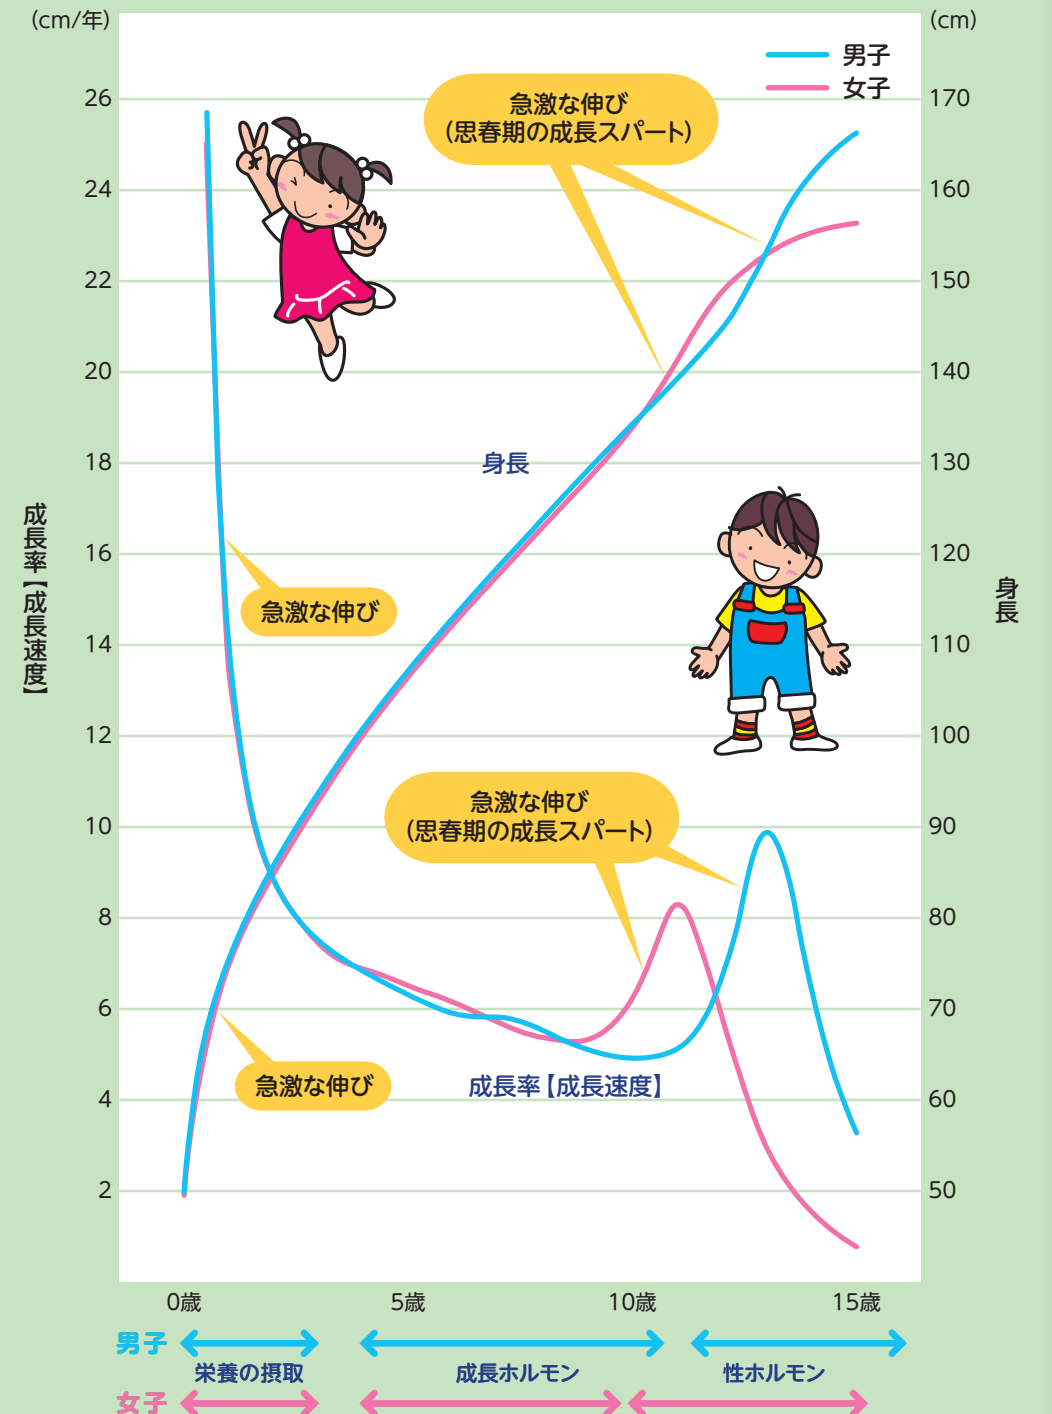 (cm/年)
(cm)
男子
女子
急激な伸び
(思春期の成長スパート)
26
24
22
20
18
16
14
12
10
8
6
4
2
170
160
150
140
130
120
110
100
90
80
70
60
50
身長
急激な伸び
成長率【成長速度】
身長
急激な伸び
(思春期の成長スパート)
急激な伸び
成長率【成長速度】
0歳
5歳
10歳
15歳
男子
栄養の摂取
成長ホルモン
性ホルモン
女子